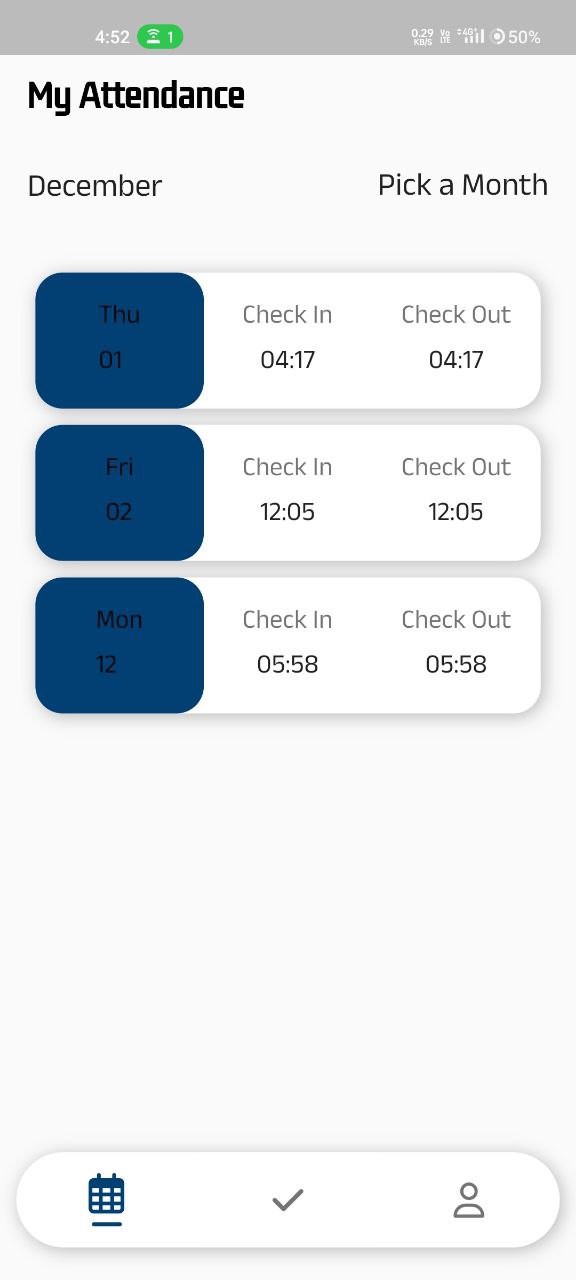 4:52 1 0.29 KB/S Vo LTE 4G+ 50%
My Attendance
December Pick a Month
Thu Check In Check Out
01 04:17 04:17
Fri Check In Check Out
02 12:05 12:05
Mon Check In Check Out
12 05:58 05:58